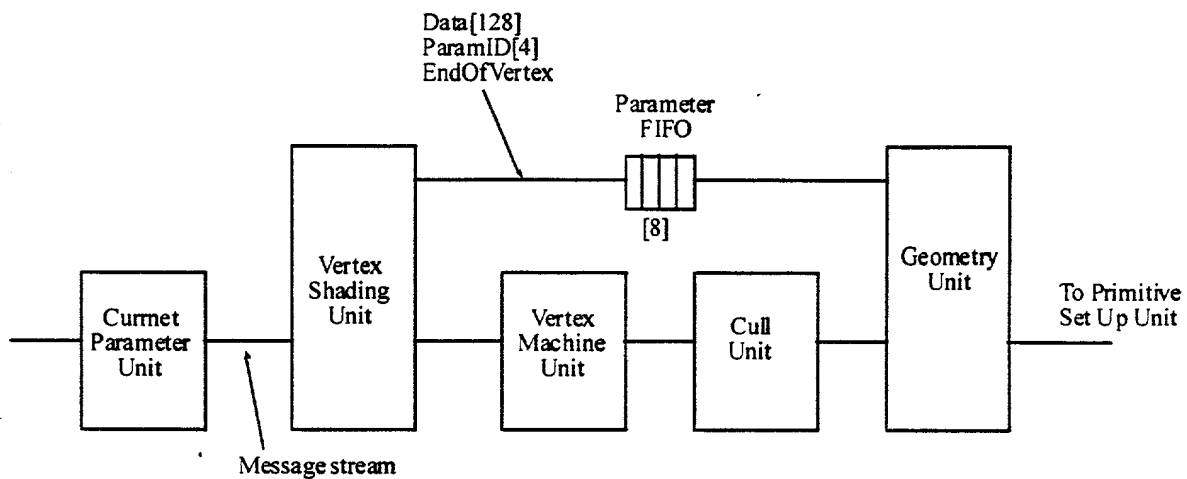 Data[128]
ParamID[4]
EndOfVertex
Parameter
FIFO
[8]
Currnet
Parameter
Unit
Vertex
Shading
Unit
Vertex
Machine
Unit
Cull
Unit
Geometry
Unit
To Primitive
Set Up Unit
Message stream